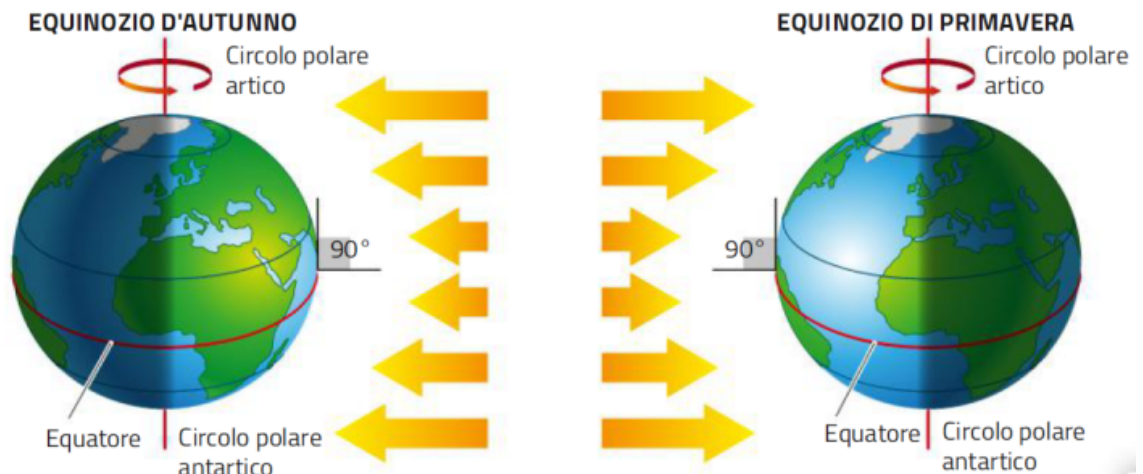 EQUINOZIO D'AUTUNNO
Circolo polare
artico
90°
Equatore
Circolo polare
antartico
EQUINOZIO DI PRIMAVERA
Circolo polare
artico
90°
Equatore
Circolo polare
antartico